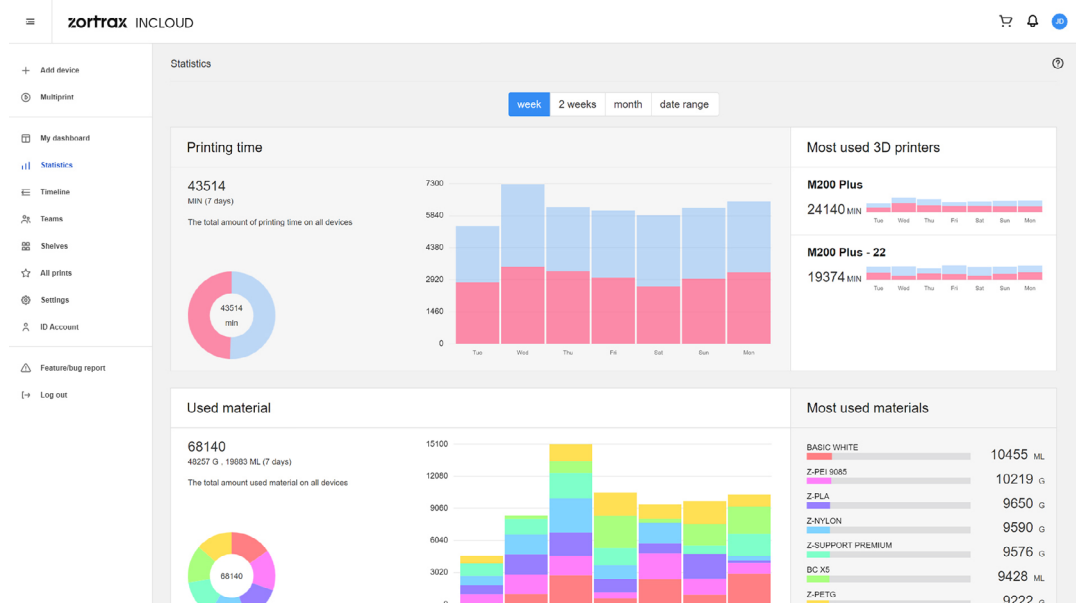 zortrax INCLOUD
JD
Add device
Multiprint
My dashboard
Statistics
Timeline
Teams
Shelves
All prints
Settings
ID Account
Feature/bug report
Log out
Statistics
week 2 weeks month date range
Printing time
43514
MIN (7 days)
The total amount of printing time on all devices
43514
min
7300
5840
4380
2920
1460
0
Tue Wed Thu Fri Sat Sun Mon
Most used 3D printers
M200 Plus
24140 MIN
Tue Wed Thu Fri Sat Sun Mon
M200 Plus - 22
19374 MIN
Tue Wed Thu Fri Sat Sun Mon
Used material
68140
48257 G , 19883 ML (7 days)
The total amount used material on all devices
68140
15100
12080
9060
6040
3020
0
Most used materials
BASIC WHITE
10455 ML
Z-PEI 9085
10219 G
Z-PLA
9650 G
Z-NYLON
9590 G
Z-SUPPORT PREMIUM
9576 G
BC X5
9428 ML
Z-PETG
9222 G